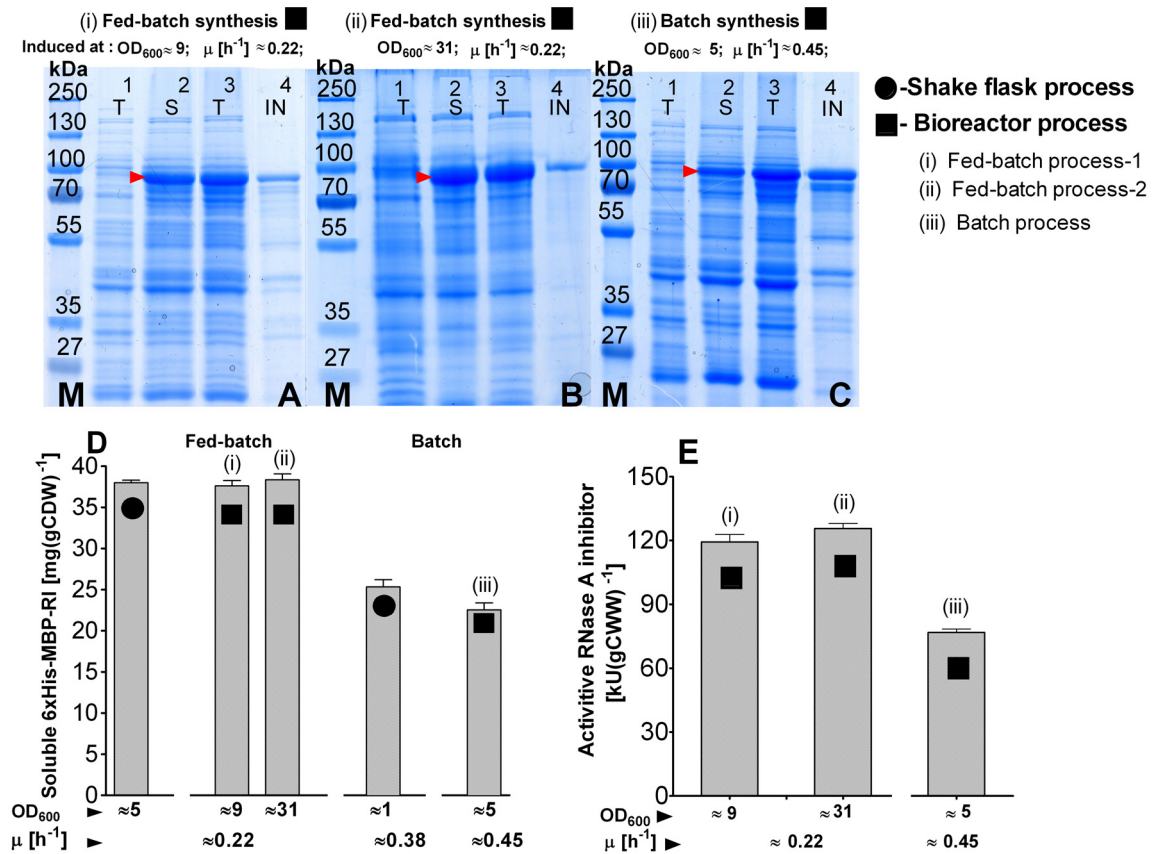 (i) Fed-batch synthesis
Induced at : OD600≈ 9; μ [h-1] ≈0.22;
(ii) Fed-batch synthesis
OD600≈ 31; μ [h-1] ≈0.22;
(iii) Batch synthesis
OD600≈ 5; μ [h-1] ≈0.45;
kDa
250
130
100
70
55
35
27
M
1 2 3 4
T S T IN
A
kDa
250
130
100
70
55
35
27
M
1 2 3 4
T S T IN
B
kDa
250
130
100
70
55
35
27
M
1 2 3 4
T S T IN
C
-Shake flask process
- Bioreactor process
(i) Fed-batch process-1
(ii) Fed-batch process-2
(iii) Batch process
D
Fed-batch
Batch
Soluble 6xHis-MBP-RI [mg(gCDW)-1]
40
35
30
25
20
15
10
5
0
(i) (ii) (iii)
OD600 ≈5 ≈9 ≈31 ≈1 ≈5
μ [h-1] ≈0.22 ≈0.38 ≈0.45
E
Activitive RNase A inhibitor
[kU(gCWW)-1]
150
120
90
60
30
0
(i) (ii) (iii)
OD600 ≈ 9 ≈ 31 ≈ 5
μ [h-1] ≈ 0.22 ≈ 0.45